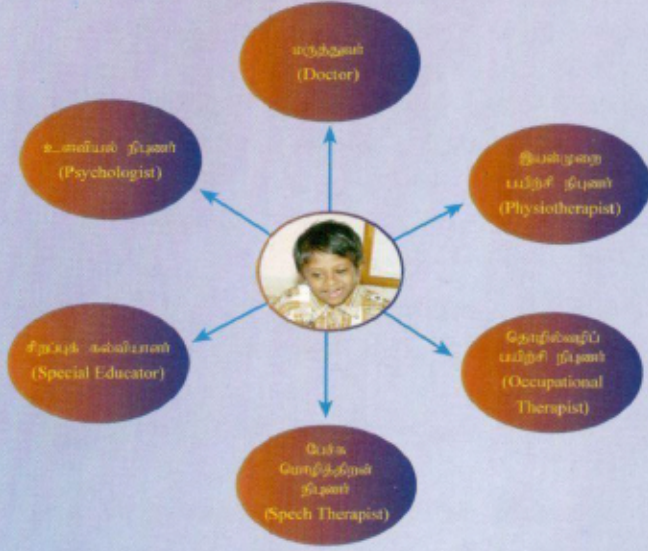 மருத்துவர்
(Doctor)
உளவியல் நிபுணர்
(Psychologist)
இயன்முறை
பயிற்சி நிபுணர்
(Physiotherapist)
சிறப்புக் கல்வியாளர்
(Special Educator)
தொழில்வழிப்
பயிற்சி நிபுணர்
(Occupational
Therapist)
பேச்சு
மொழித்திறன்
நிபுணர்
(Spech Therapist)